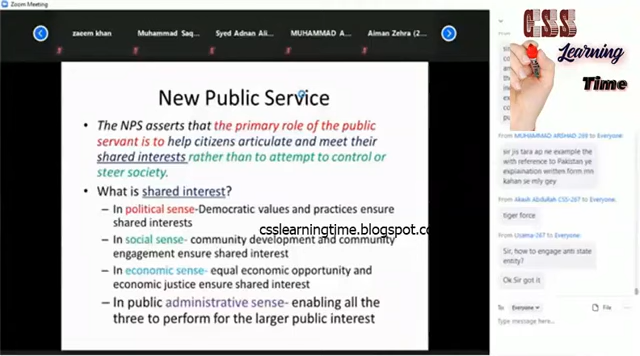 Zoom Meeting
zaeem khan
Muhammad Saq...
Syed Adnan Ali...
MUHAMMAD A...
Aiman Zehra (2...
CSS
Learning
Time
New Public Service
• The NPS asserts that the primary role of the public
servant is to help citizens articulate and meet their
shared interests rather than to attempt to control or
steer society.
• What is shared interest?
– In political sense-Democratic values and practices ensure
shared interests
– In social sense- community development and community
engagement ensure shared interest
– In economic sense- equal economic opportunity and
economic justice ensure shared interest
– In public administrative sense- enabling all the
three to perform for the larger public interest
csslearningtime.blogspot.co
From MUHAMMAD ARSHAD 269 to Everyone:
sir jis tara ap ne example the
with reference to Pakistan ye
explaination written form mn
kahan se mly gey
From Akash Abdullah CSS-267 to Everyone:
tiger force
From Usama-267 to Everyone:
Sir, how to engage anti state
entity?
Ok Sir got it
To: Everyone
File
Type message here...